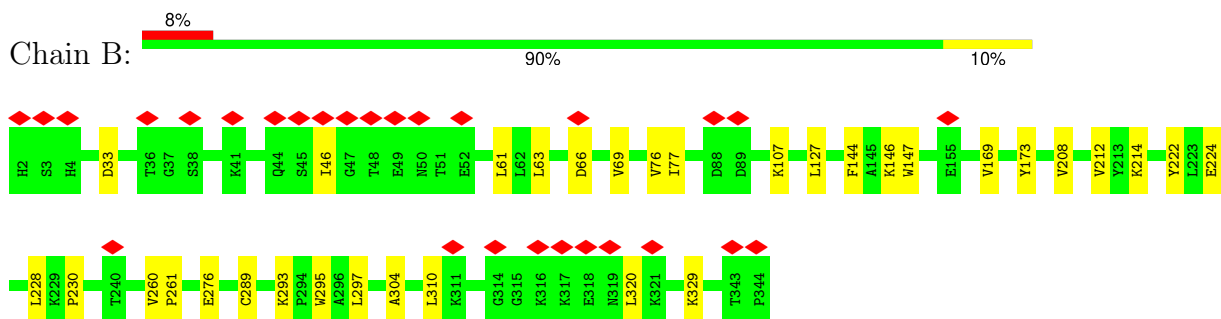 8%
Chain B:
90% 10%
H2 S3 H4 D33 T36 G37 S38 K41 Q44 S45 I46 G47 T48 E49 N50 T51 E52 L61 L62 L63 D66 V69 V76 I77 D88 D89 K107 L127 F144 A145 K146 W147 E155 V169 Y173 V208 V212 Y213 K214 Y222 L223 E224
L228 K229 P230 T240 V260 P261 E276 C289 K293 P294 W295 A296 L297 A304 L310 K311 G314 G315 K316 K317 E318 N319 L320 K321 K329 T343 P344